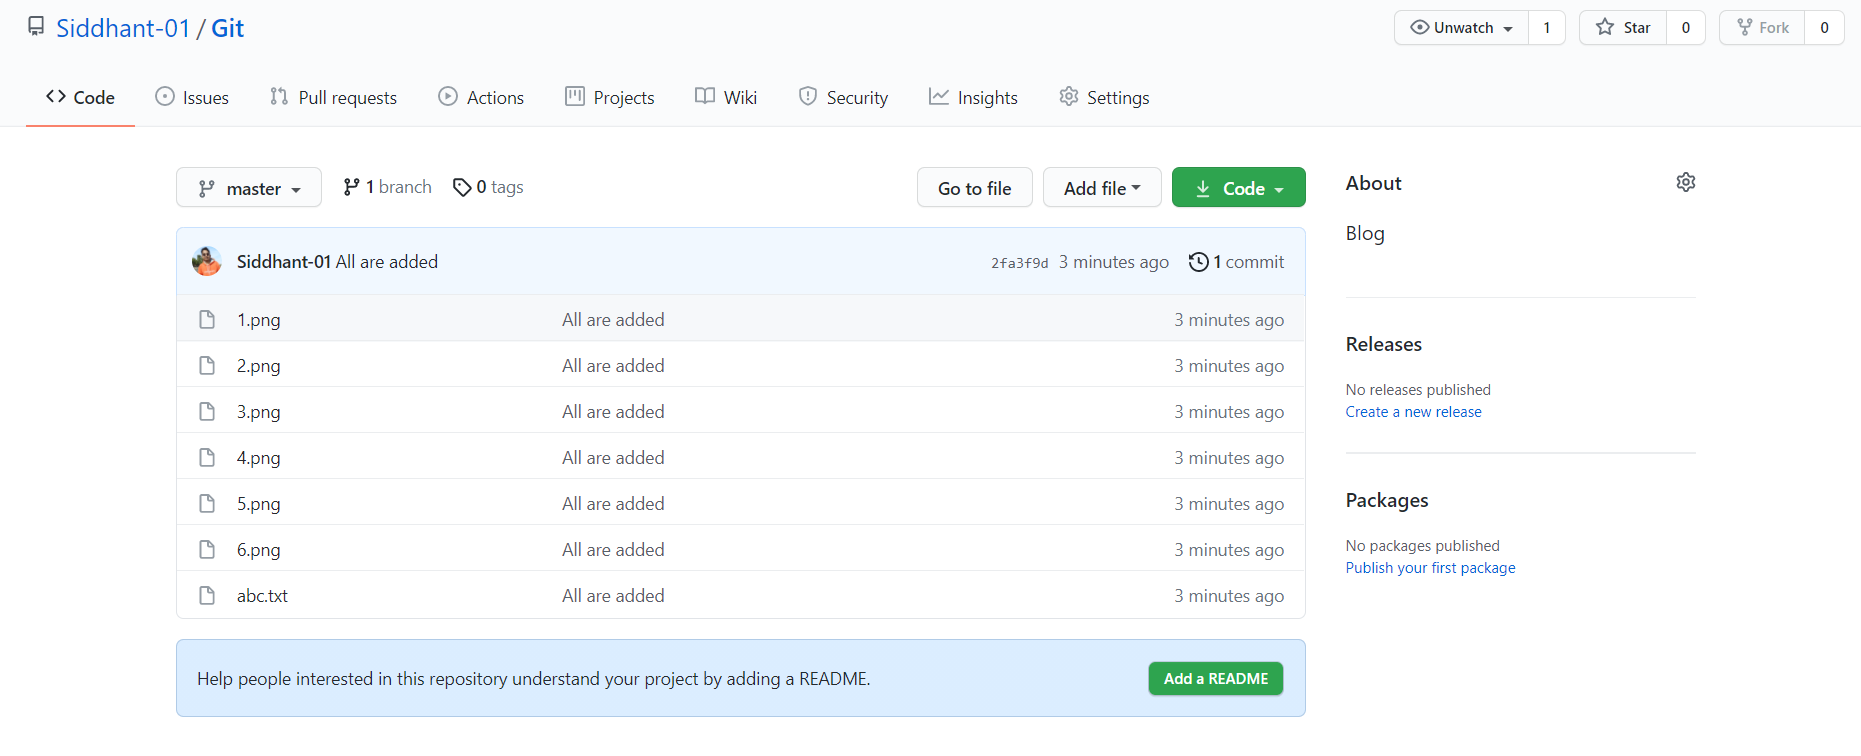 Siddhant-01 / Git
Unwatch 1 Star 0 Fork 0
Code Issues Pull requests Actions Projects Wiki Security Insights Settings
master 1 branch 0 tags Go to file Add file Code
Siddhant-01 All are added 2fa3f9d 3 minutes ago 1 commit
1.png All are added 3 minutes ago
2.png All are added 3 minutes ago
3.png All are added 3 minutes ago
4.png All are added 3 minutes ago
5.png All are added 3 minutes ago
6.png All are added 3 minutes ago
abc.txt All are added 3 minutes ago
Help people interested in this repository understand your project by adding a README. Add a README
About
Blog
Releases
No releases published
Create a new release
Packages
No packages published
Publish your first package